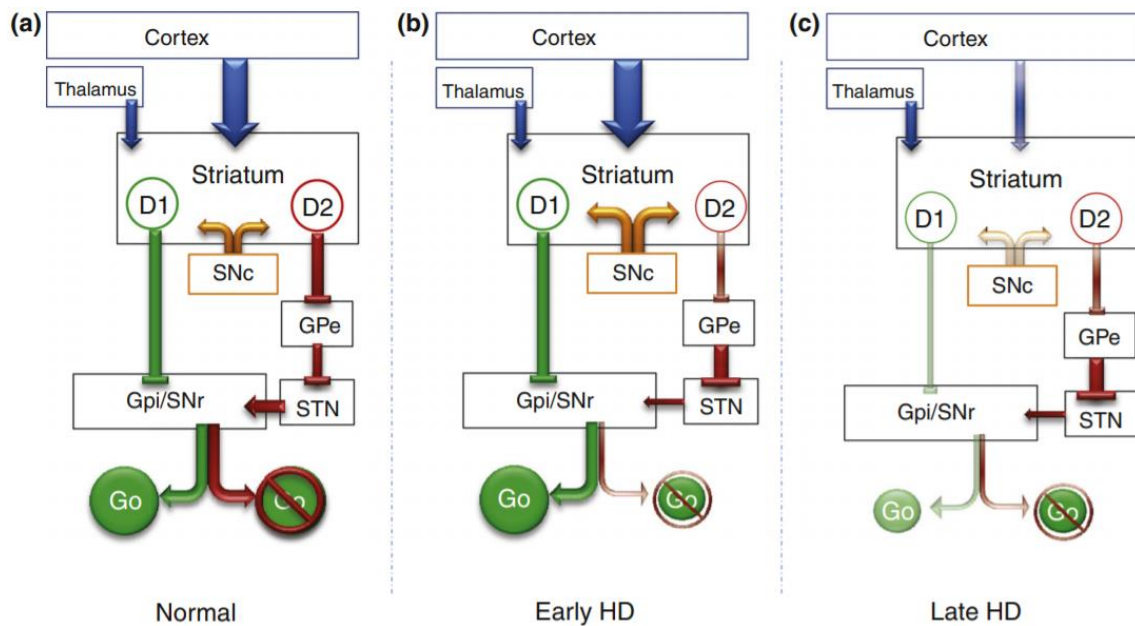 (a)
Cortex
Thalamus
Striatum
D1
D2
SNc
GPe
Gpi/SNr
STN
Go
Go
Normal
(b)
Cortex
Thalamus
Striatum
D1
D2
SNc
GPe
Gpi/SNr
STN
Go
Go
Early HD
(c)
Cortex
Thalamus
Striatum
D1
D2
SNc
GPe
Gpi/SNr
STN
Go
Go
Late HD